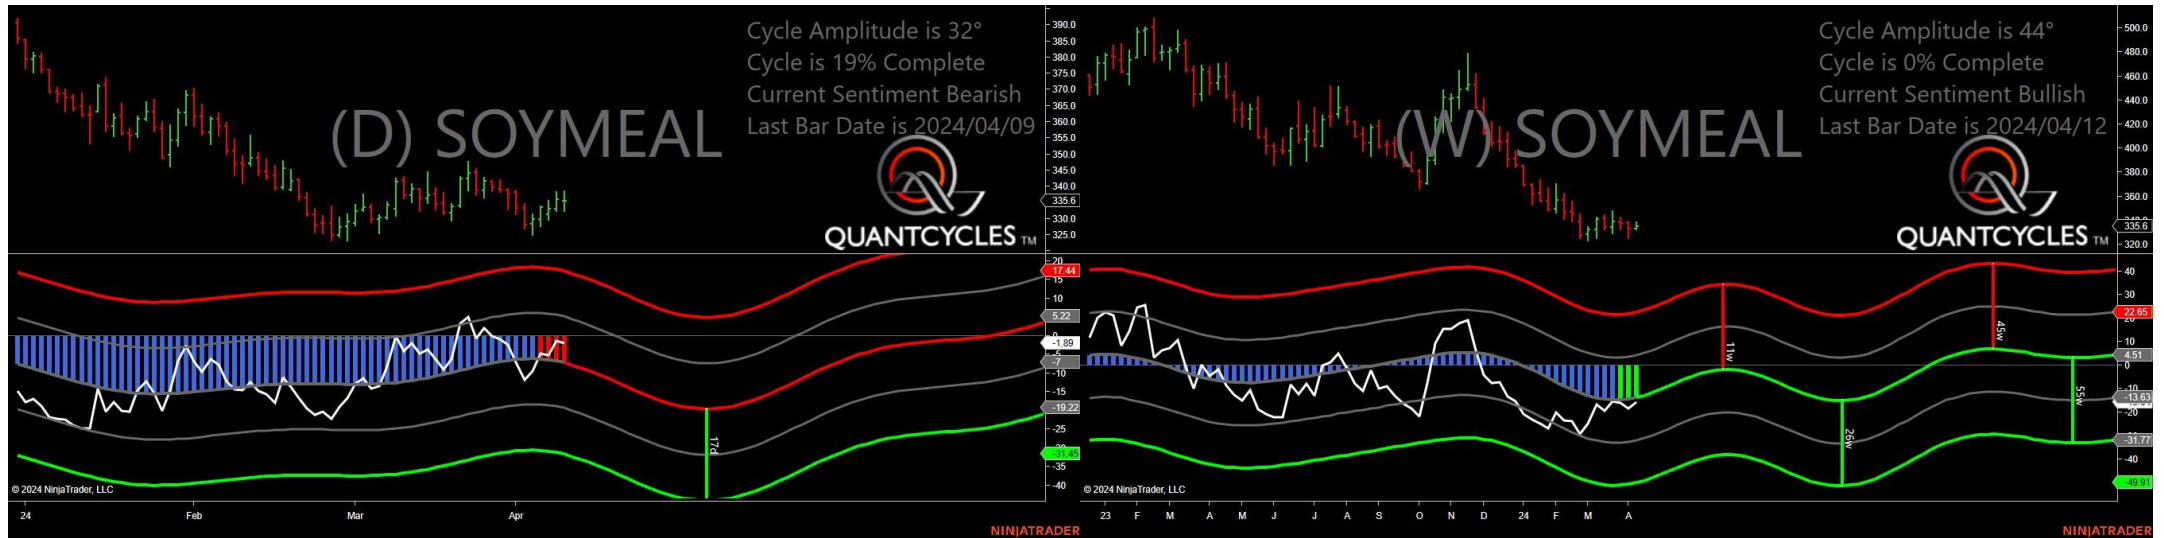 Cycle Amplitude is 32°
Cycle is 19% Complete
Current Sentiment Bearish
Last Bar Date is 2024/04/09
(D) SOYMEAL
QUANTCYCLES TM
390.0
385.0
380.0
375.0
370.0
365.0
360.0
355.0
350.0
345.0
340.0
335.6
330.0
325.0
20
17.44
15
10
5.22
0
-1.89
-7
-10
-15
-19.22
-25
-31.45
-35
-40
17d
© 2024 NinjaTrader, LLC
24 Feb Mar Apr
NINJATRADER
Cycle Amplitude is 44°
Cycle is 0% Complete
Current Sentiment Bullish
Last Bar Date is 2024/04/12
(W) SOYMEAL
QUANTCYCLES TM
500.0
480.0
460.0
440.0
420.0
400.0
380.0
360.0
335.6
320.0
40
30
22.65
20
10
4.51
0
-10
-13.63
-20
-31.77
-40
-49.91
11w
26w
45w
55w
© 2024 NinjaTrader, LLC
23 F M A M J J A S O N D 24 F M A
NINJATRADER